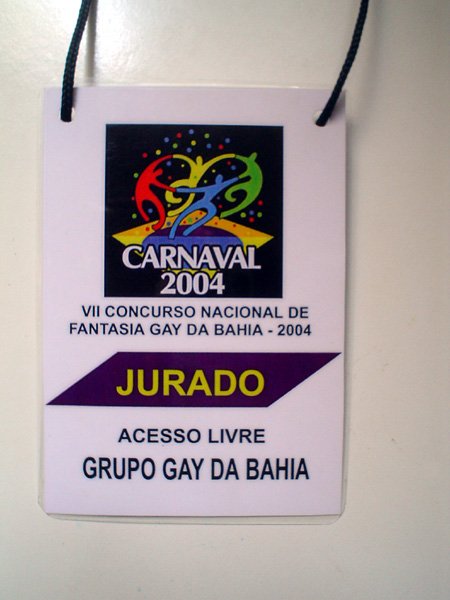 CARNAVAL
2004
VII CONCURSO NACIONAL DE
FANTASIA GAY DA BAHIA - 2004
JURADO
ACESSO LIVRE
GRUPO GAY DA BAHIA